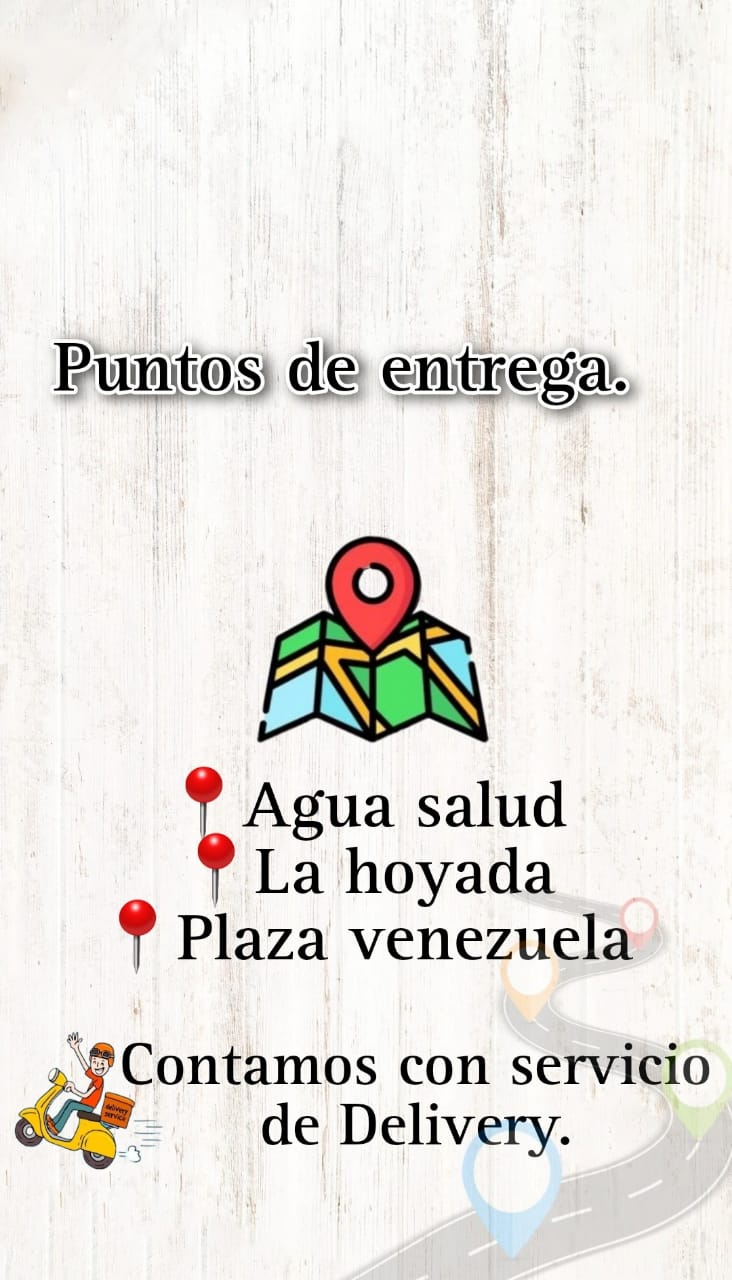 Puntos de entrega.
Agua salud
La hoyada
Plaza venezuela
Contamos con servicio
delivery
service
de Delivery.